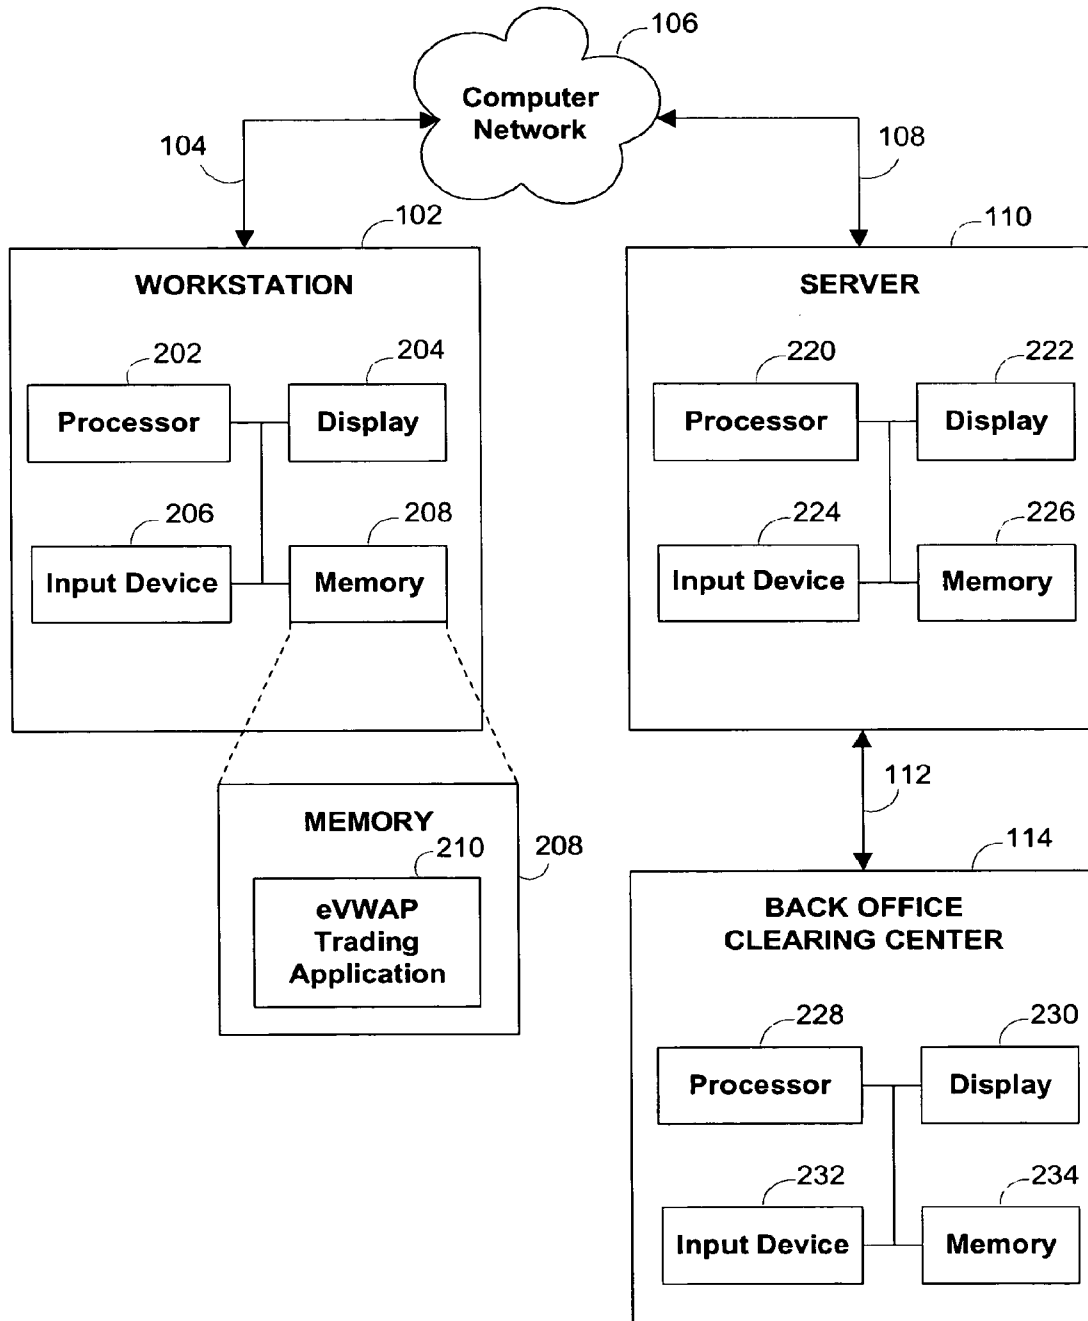 106
Computer
Network
104
108
102
110
WORKSTATION
SERVER
202
204
220
222
Processor
Display
Processor
Display
206
208
224
226
Input Device
Memory
Input Device
Memory
112
MEMORY
210
208
114
eVWAP
Trading
Application
BACK OFFICE
CLEARING CENTER
228
230
Processor
Display
232
234
Input Device
Memory